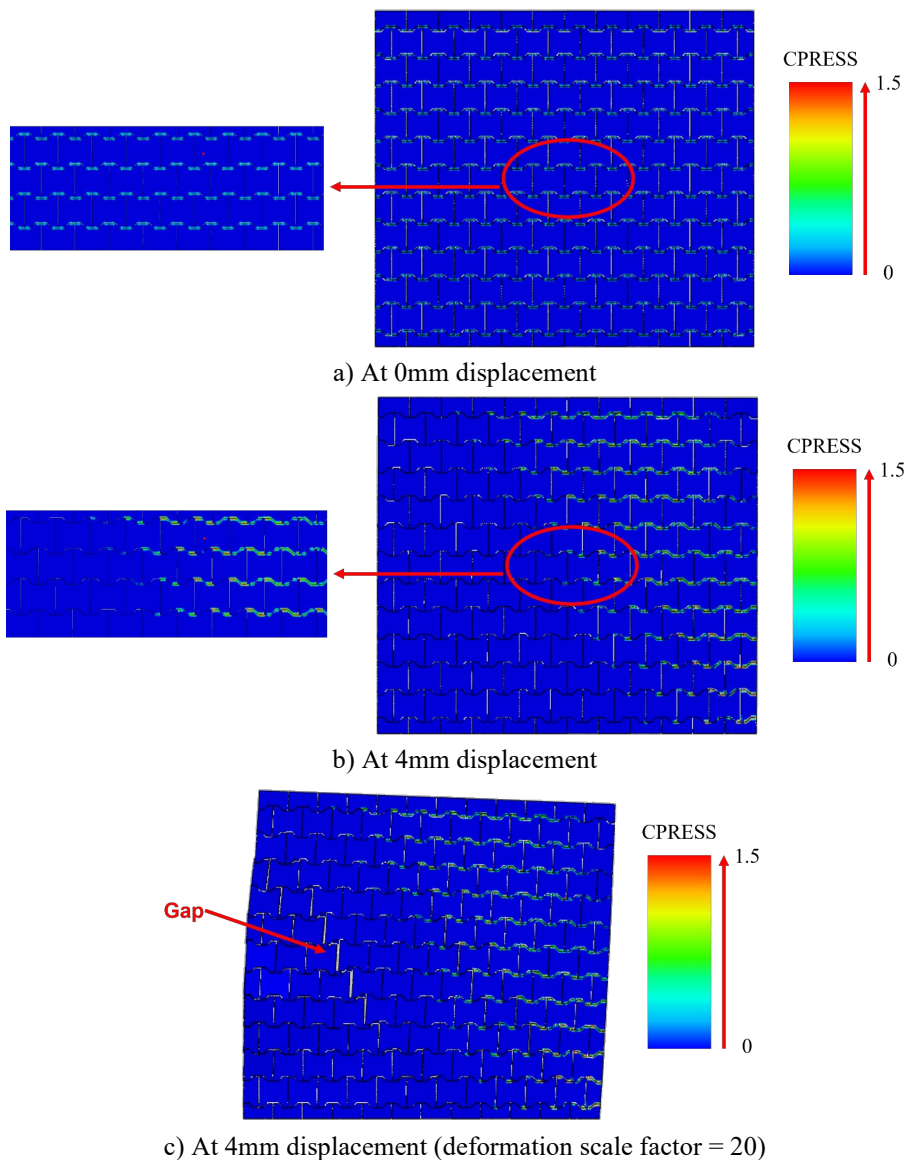 CPRESS
1.5
0
a) At 0mm displacement
CPRESS
1.5
0
b) At 4mm displacement
CPRESS
1.5
Gap
0
c) At 4mm displacement (deformation scale factor = 20)